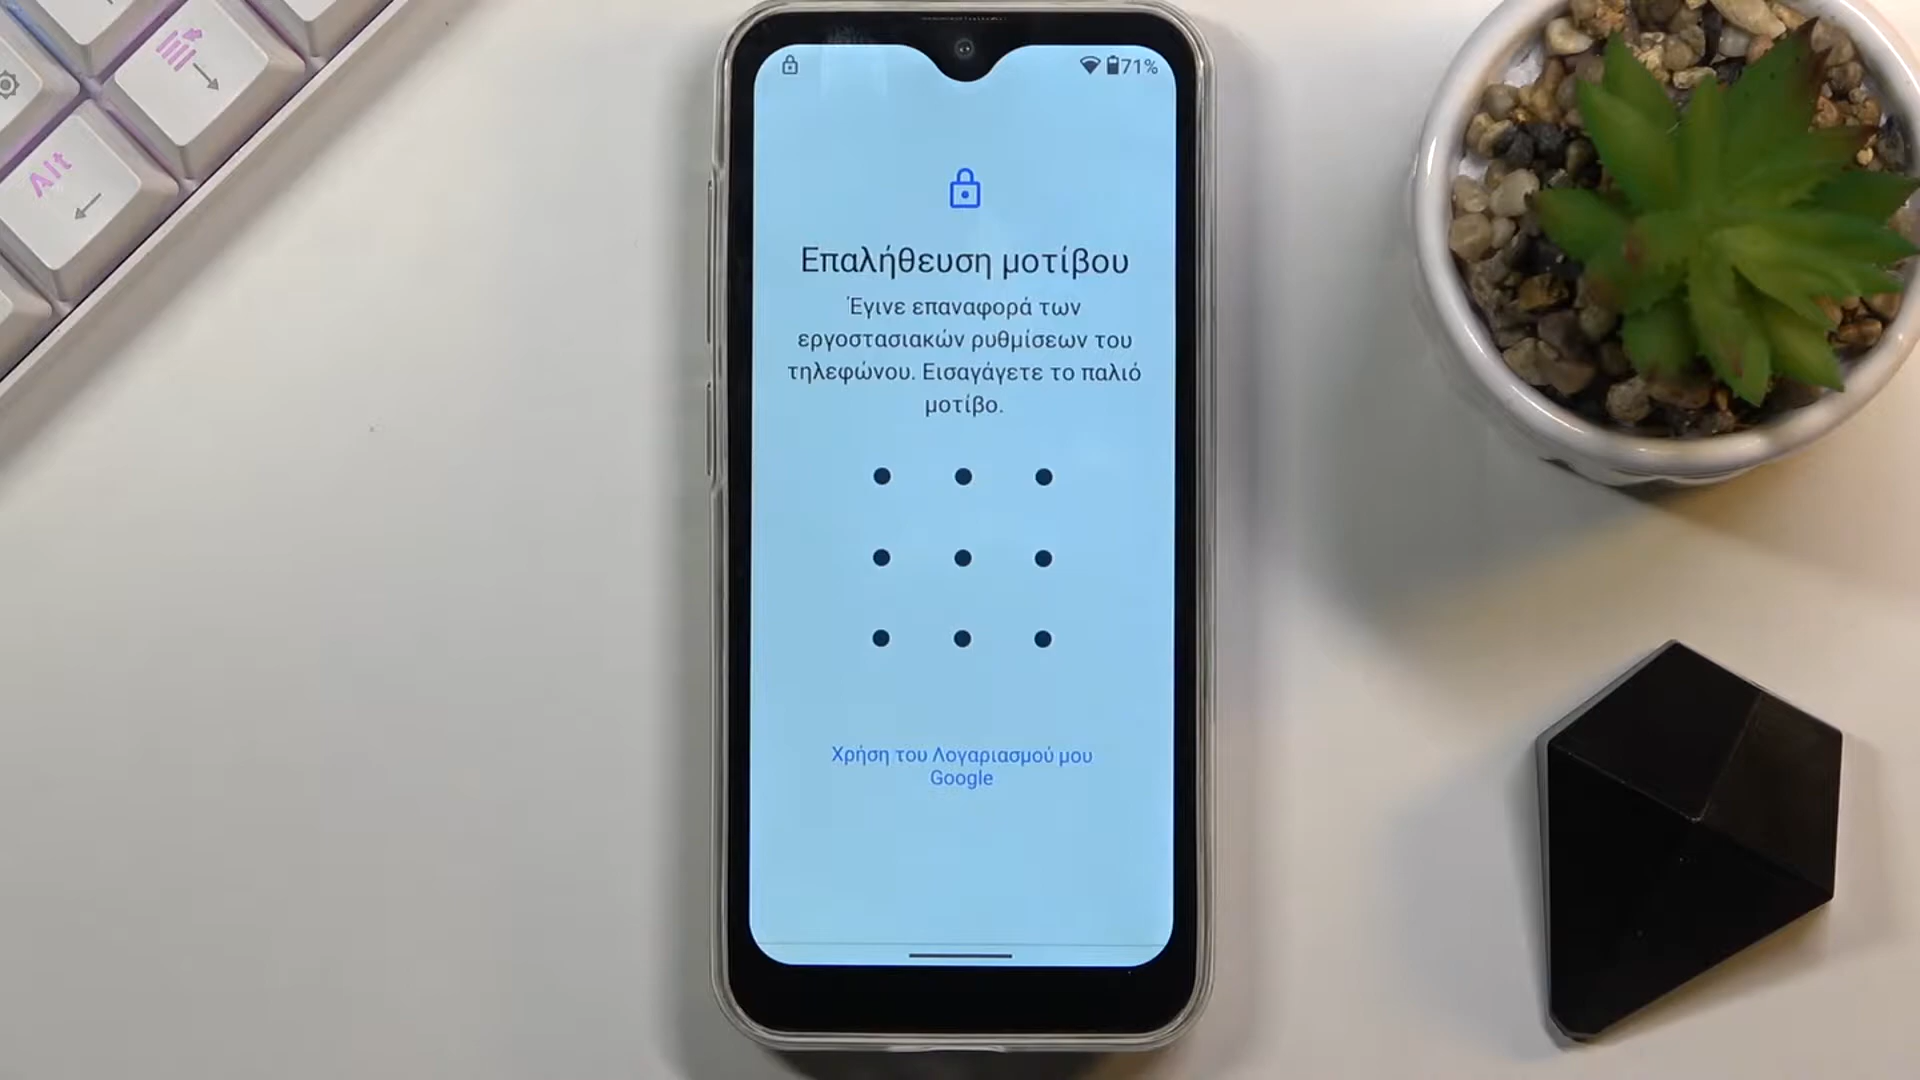 Alt
71%
Επαλήθευση μοτίβου
Έγινε επαναφορά των
εργοστασιακών ρυθμίσεων του
τηλεφώνου. Εισαγάγετε το παλιό
μοτίβο.
Χρήση του Λογαριασμού μου
Google